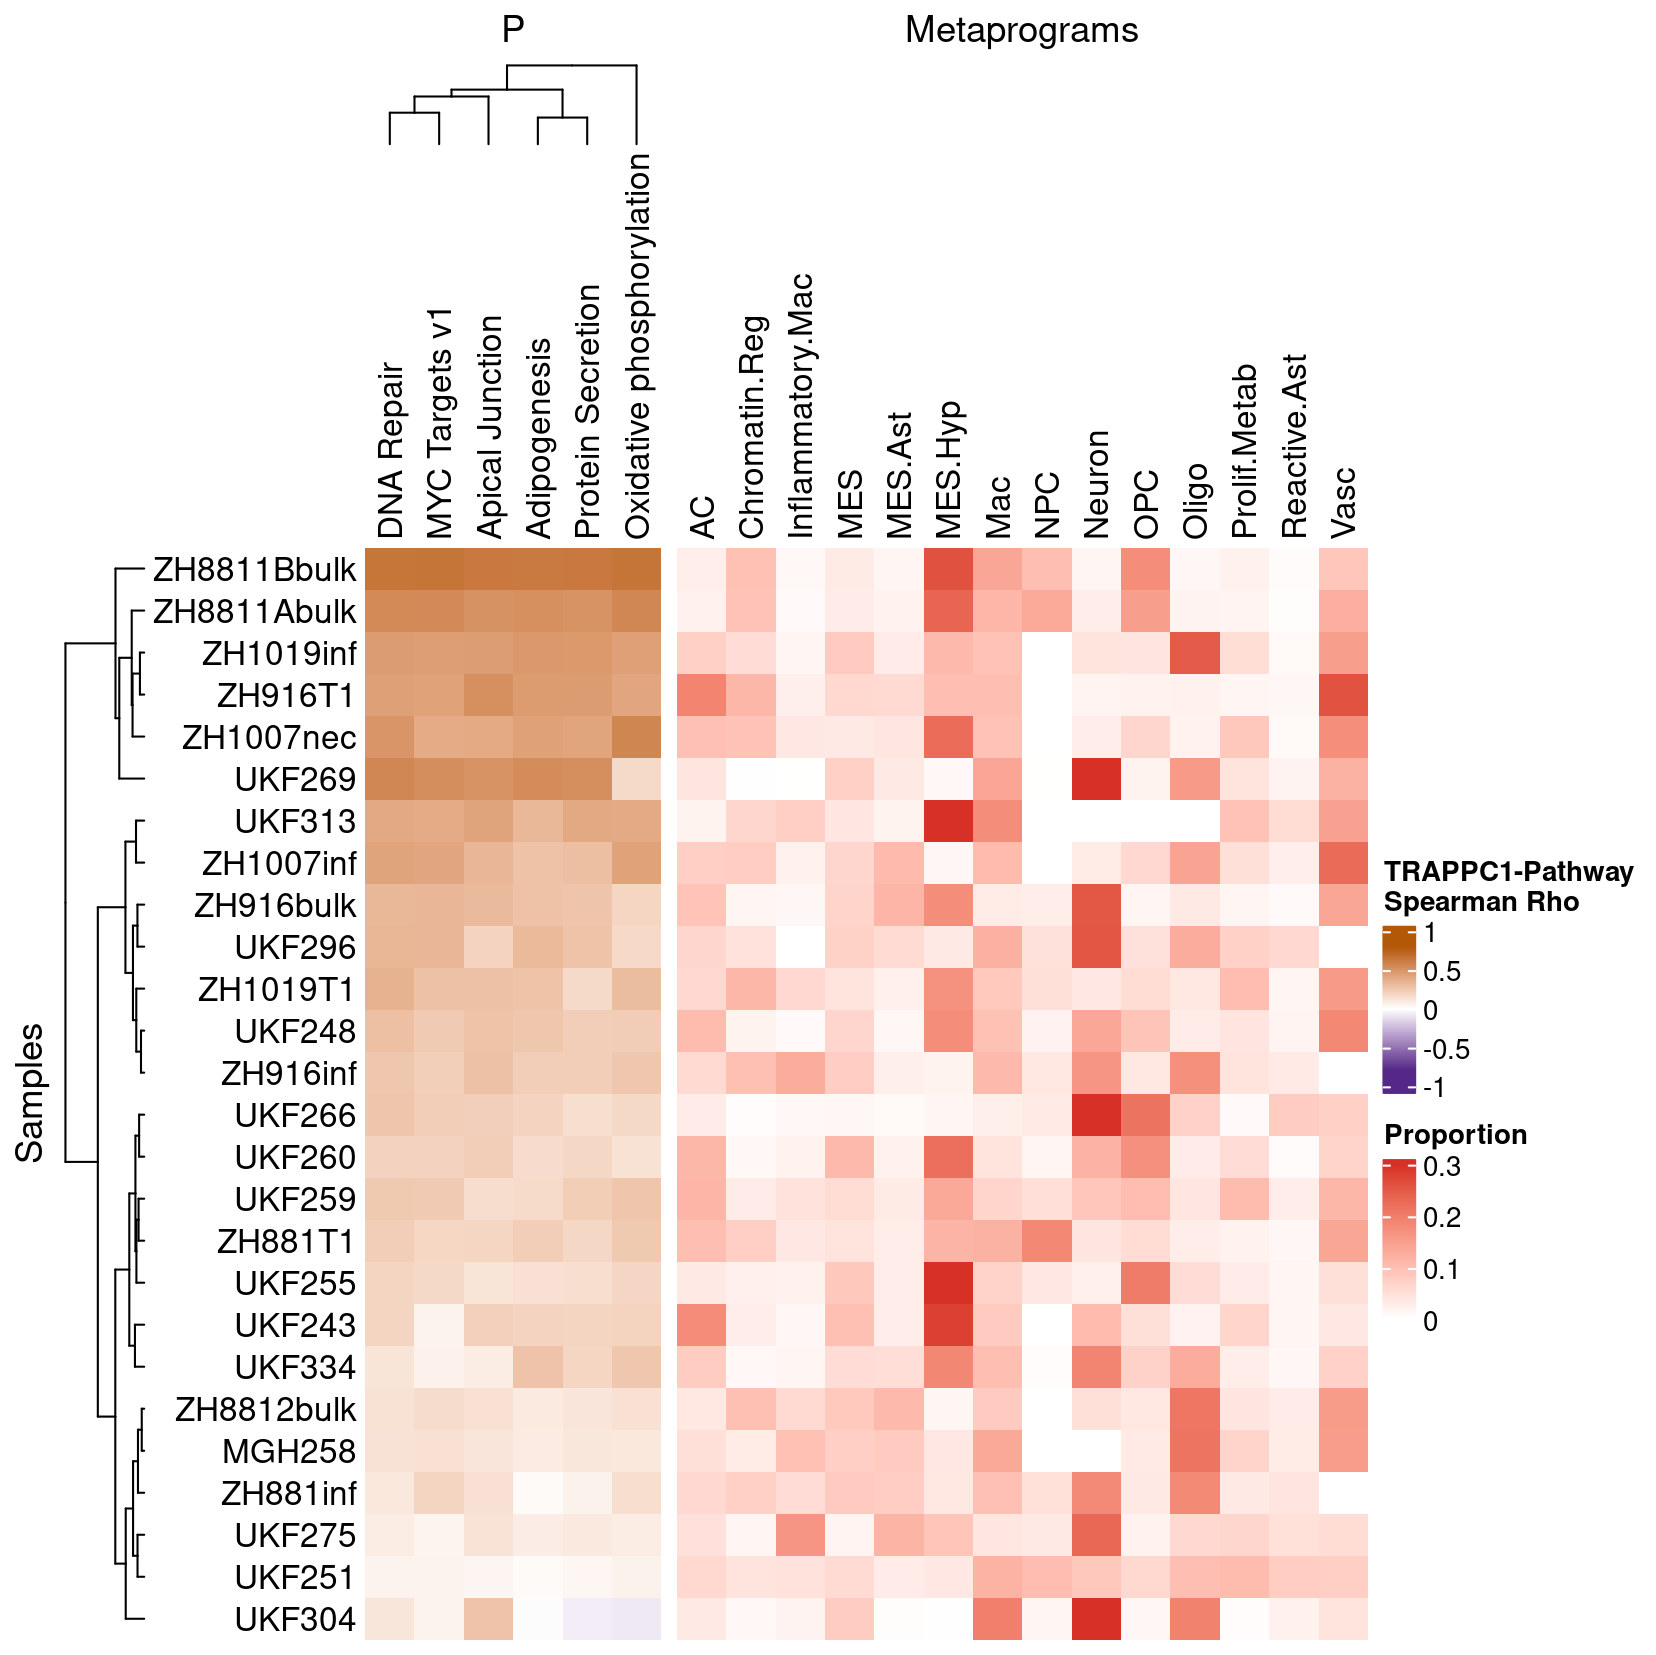 P
Metaprograms
DNA Repair
MYC Targets v1
Apical Junction
Adipogenesis
Protein Secretion
Oxidative phosphorylation
AC
Chromatin.Reg
Inflammatory.Mac
MES
MES.Ast
MES.Hyp
Mac
NPC
Neuron
OPC
Oligo
Prolif.Metab
Reactive.Ast
Vasc
Samples
ZH8811Bbulk
ZH8811Abulk
ZH1019inf
ZH916T1
ZH1007nec
UKF269
UKF313
ZH1007inf
ZH916bulk
UKF296
ZH1019T1
UKF248
ZH916inf
UKF266
UKF260
UKF259
ZH881T1
UKF255
UKF243
UKF334
ZH8812bulk
MGH258
ZH881inf
UKF275
UKF251
UKF304
TRAPPC1-Pathway
Spearman Rho
1
0.5
0
-0.5
-1
Proportion
0.3
0.2
0.1
0